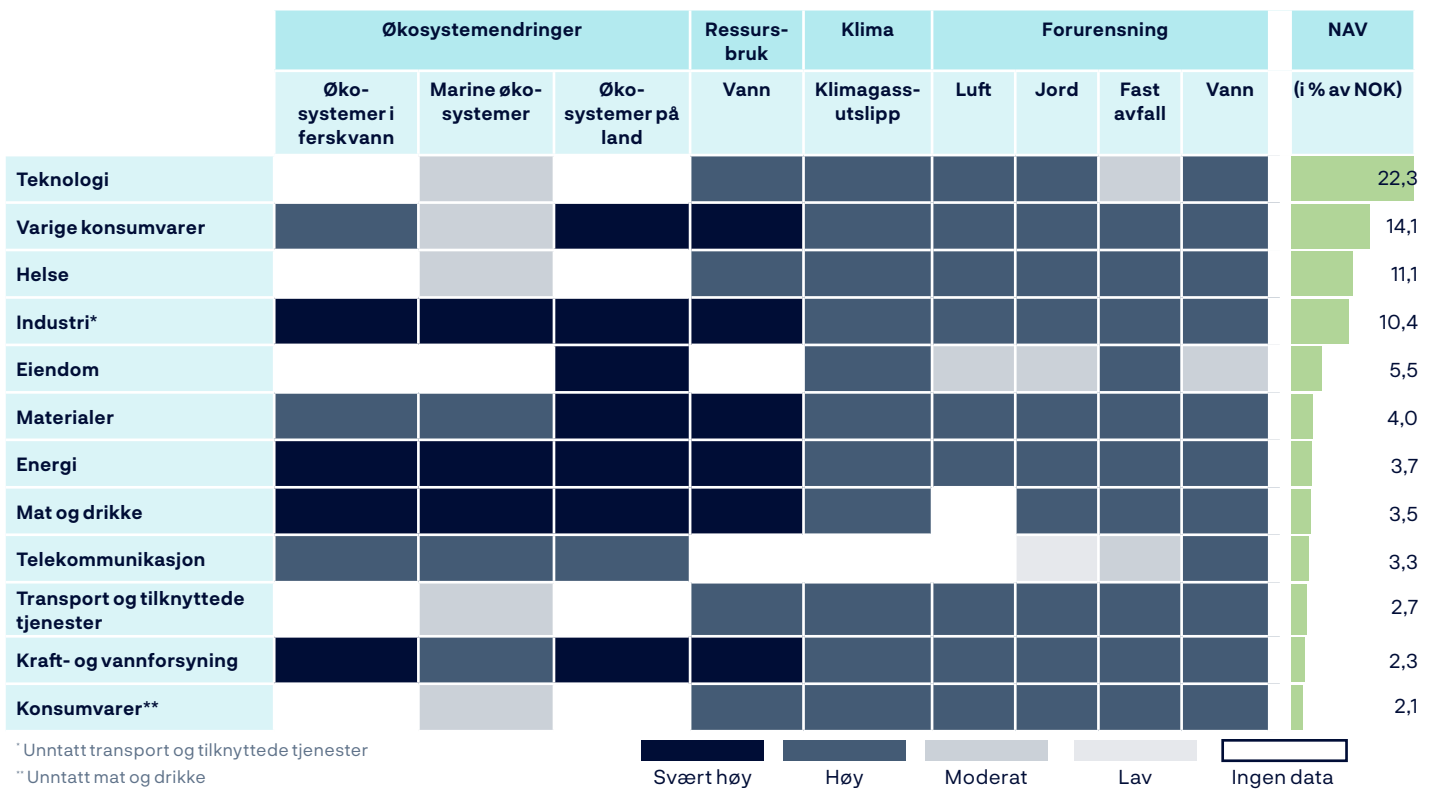 Økosystemendringer
Ressurs-
bruk
Klima
Forurensning
NAV
Øko-
systemer i
ferskvann
Marine øko-
systemer
Øko-
systemer på
land
Vann
Klimagass-
utslipp
Luft
Jord
Fast
avfall
Vann
(i % av NOK)
Teknologi
22,3
Varige konsumvarer
14,1
Helse
11,1
Industri*
10,4
Eiendom
5,5
Materialer
4,0
Energi
3,7
Mat og drikke
3,5
Telekommunikasjon
3,3
Transport og tilknyttede
tjenester
2,7
Kraft- og vannforsyning
2,3
Konsumvarer**
2,1
* Unntatt transport og tilknyttede tjenester
** Unntatt mat og drikke
Svært høy
Høy
Moderat
Lav
Ingen data